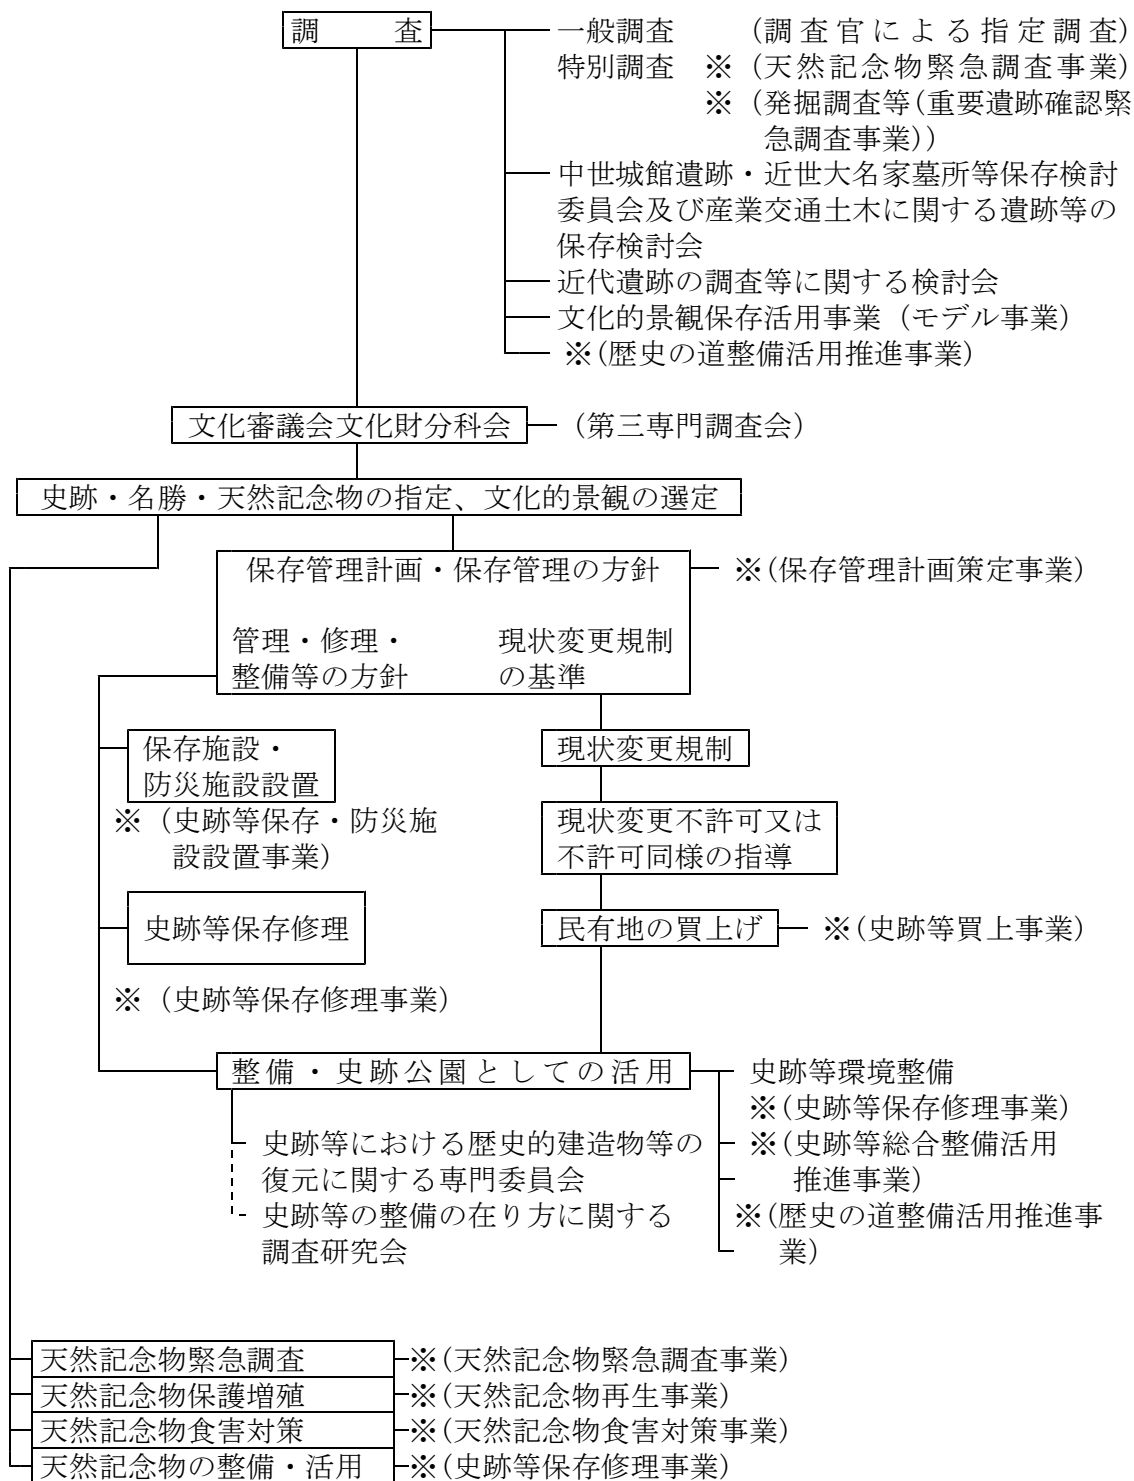 調　　査
一般調査　　（調査官による指定調査）
特別調査　※（天然記念物緊急調査事業）
※（発掘調査等（重要遺跡確認緊
急調査事業））
中世城館遺跡・近世大名家墓所等保存検討
委員会及び産業交通土木に関する遺跡等の
保存検討会
近代遺跡の調査等に関する検討会
文化的景観保存活用事業（モデル事業）
※（歴史の道整備活用推進事業）
文化審議会文化財分科会　（第三専門調査会）
史跡・名勝・天然記念物の指定、文化的景観の選定
保存管理計画・保存管理の方針　※（保存管理計画策定事業）
管理・修理・
整備等の方針
現状変更規制
の基準
保存施設・
防災施設設置
※（史跡等保存・防災施
設設置事業）
史跡等保存修理
※（史跡等保存修理事業）
現状変更規制
現状変更不許可又は
不許可同様の指導
民有地の買上げ　※（史跡等買上事業）
整備・史跡公園としての活用
史跡等における歴史的建造物等の
復元に関する専門委員会
史跡等の整備の在り方に関する
調査研究会
史跡等環境整備
※（史跡等保存修理事業）
※（史跡等総合整備活用
推進事業）
※（歴史の道整備活用推進事
業）
天然記念物緊急調査　※（天然記念物緊急調査事業）
天然記念物保護増殖　※（天然記念物再生事業）
天然記念物食害対策　※（天然記念物食害対策事業）
天然記念物の整備・活用　※（史跡等保存修理事業）